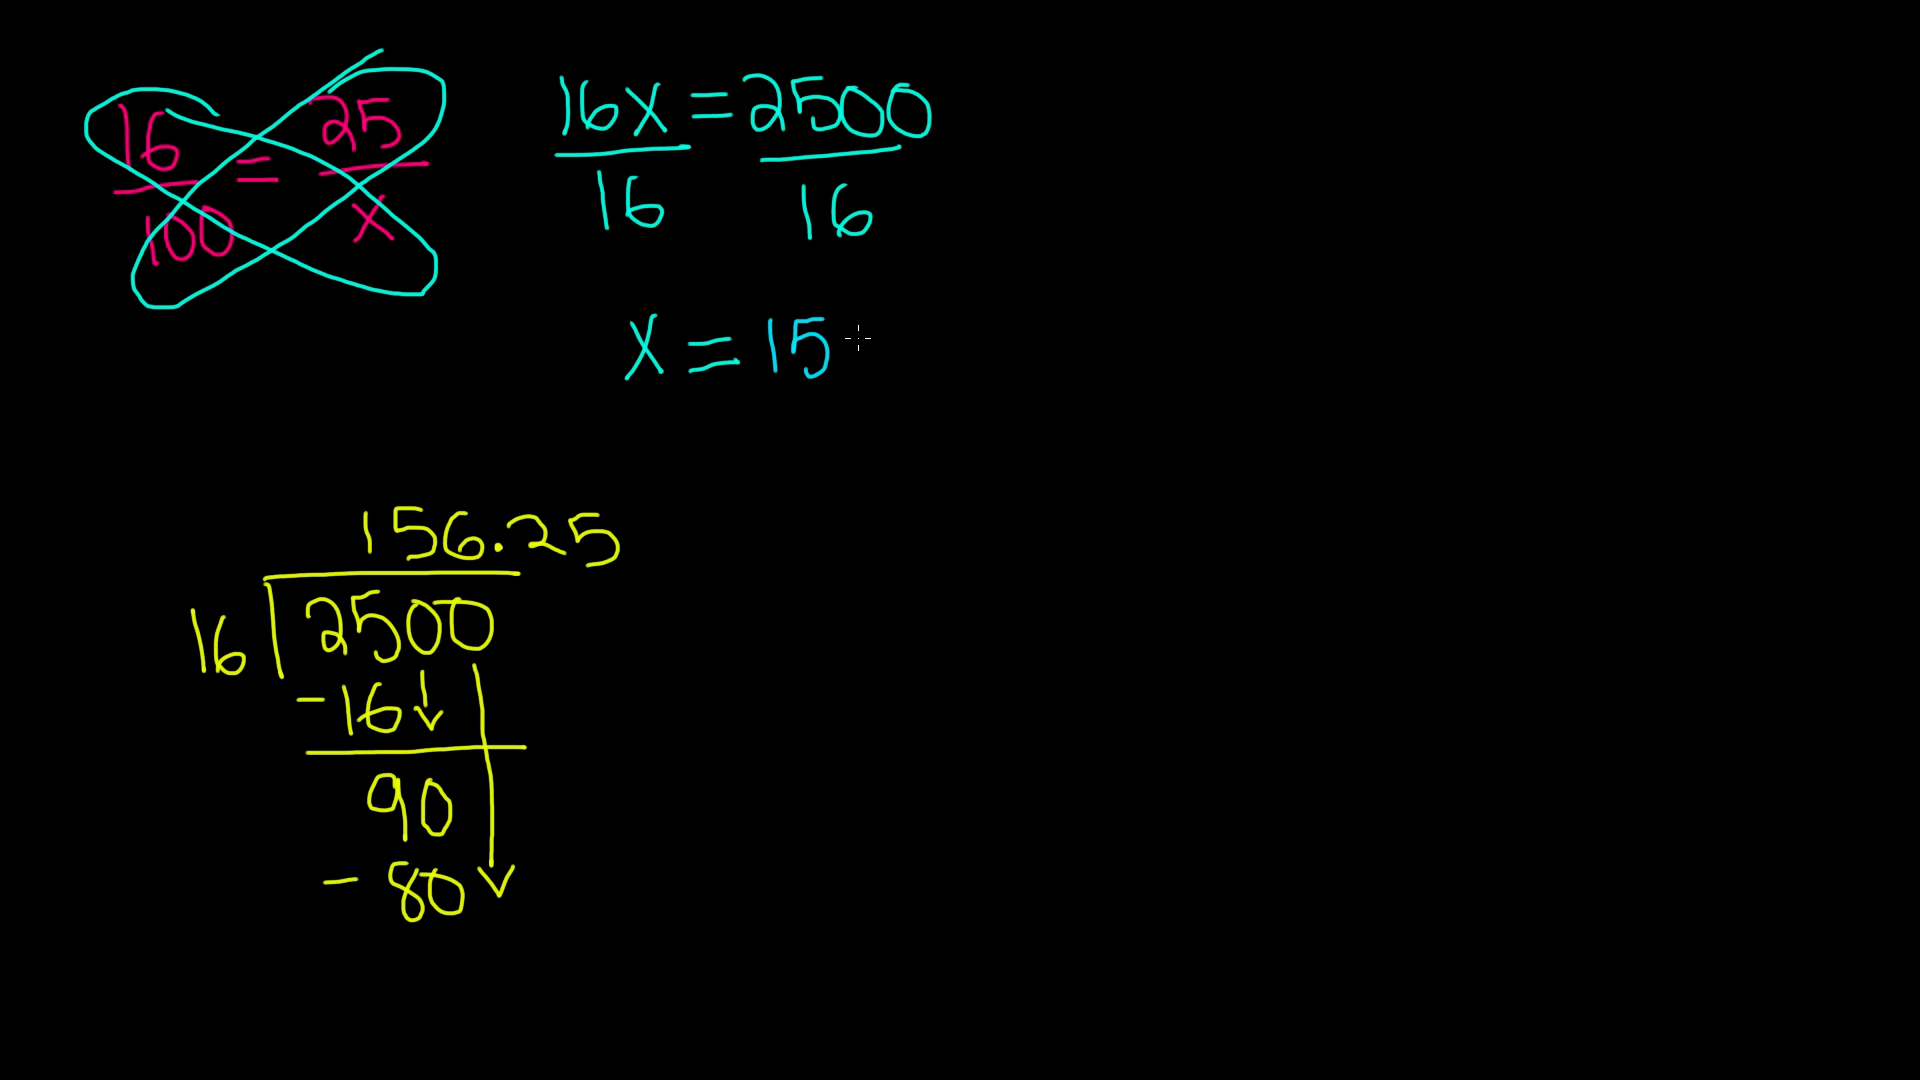 16/100 = 25/x
16x = 2500
16 16
x = 15
156.25
16 2500
-16
90
- 80